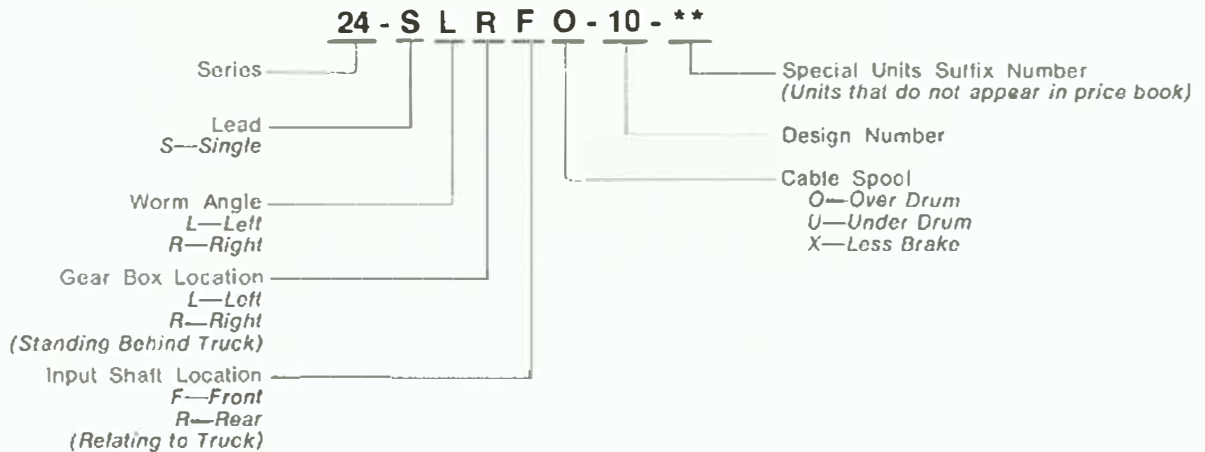 24 - S L R F O - 10 - **
Series
Lead
S—Single
Worm Angle
L—Left
R—Right
Gear Box Location
L—Left
R—Right
(Standing Behind Truck)
Input Shaft Location
F—Front
R—Rear
(Relating to Truck)
Special Units Suffix Number
(Units that do not appear in price book)
Design Number
Cable Spool
O—Over Drum
U—Under Drum
X—Less Brake